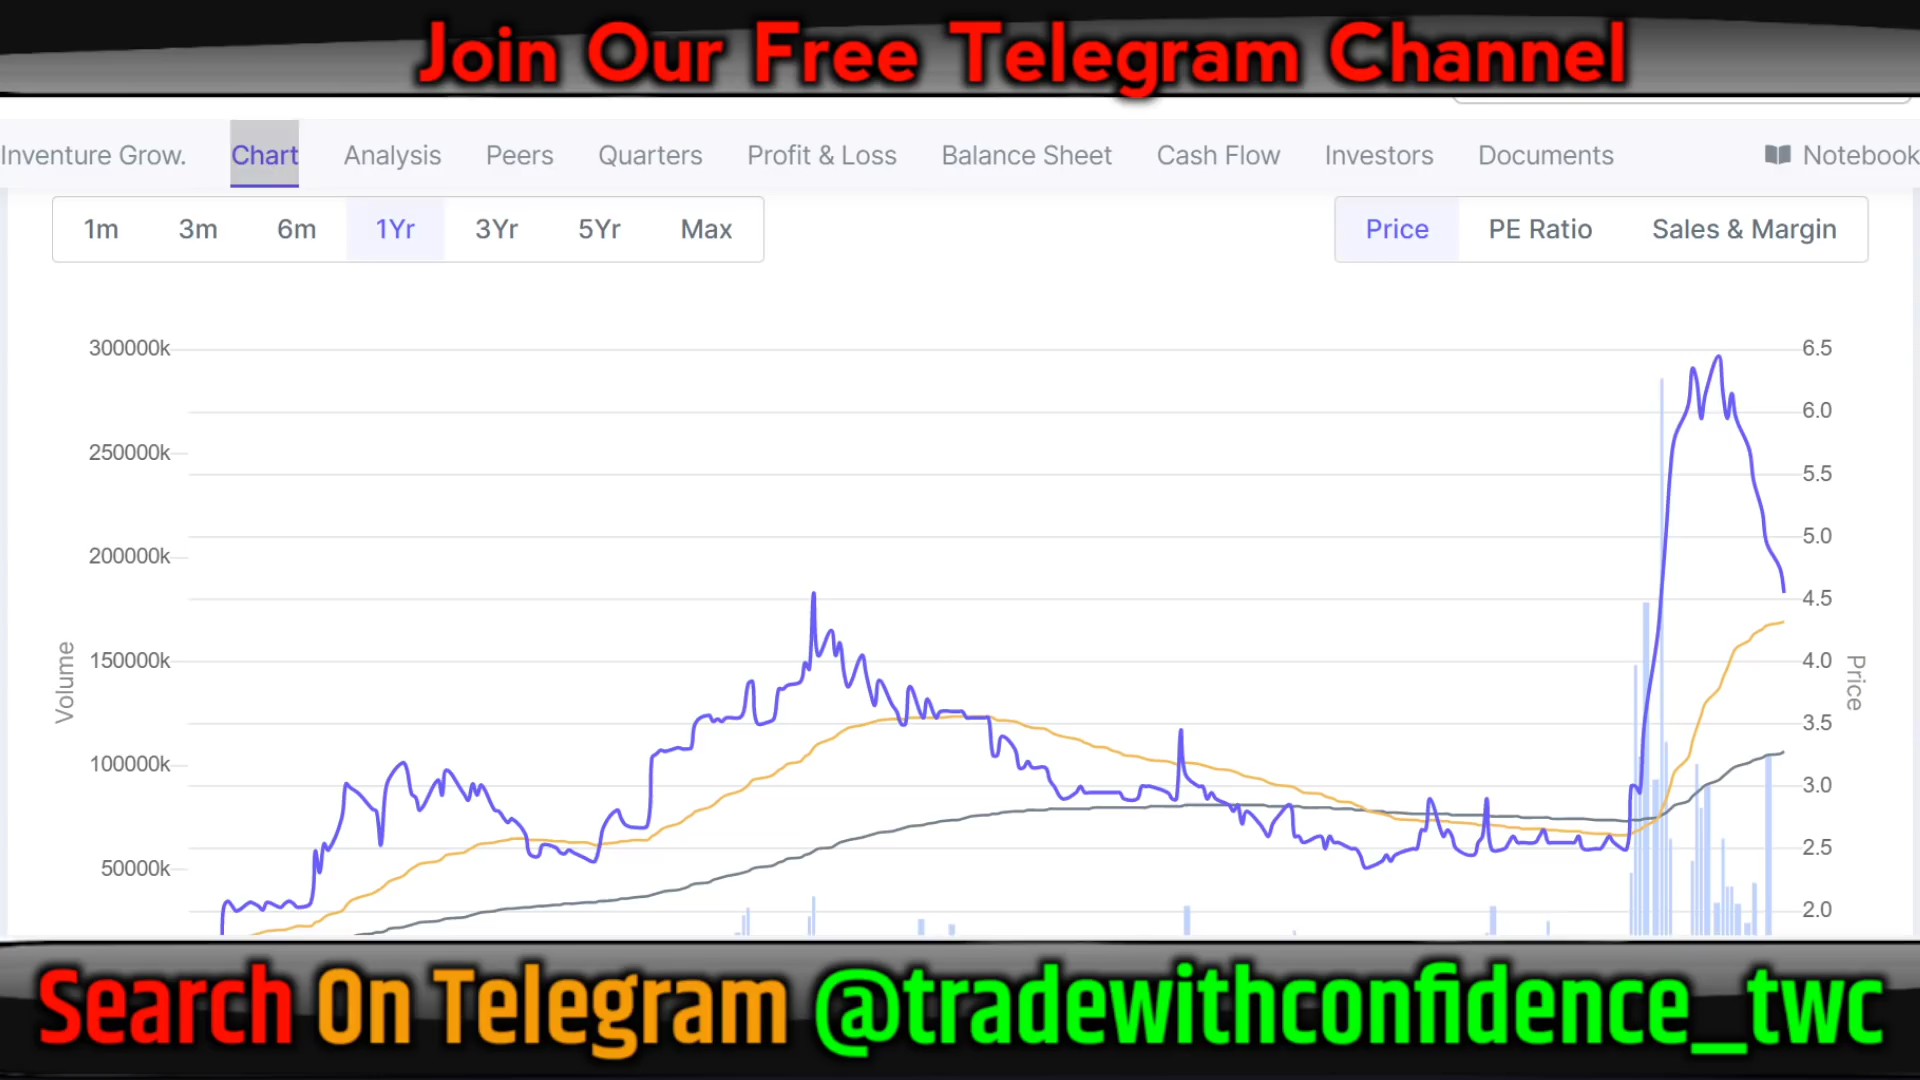 Join Our Free Telegram Channel
Inventure Grow. Chart Analysis Peers Quarters Profit & Loss Balance Sheet Cash Flow Investors Documents Notebook
1m 3m 6m 1Yr 3Yr 5Yr Max Price PE Ratio Sales & Margin
300000k 6.5
6.0
250000k 5.5
200000k 5.0
4.5
150000k 4.0
Volume Price
3.5
100000k 3.0
2.5
50000k 2.0
Search On Telegram @tradewithconfidence_twc